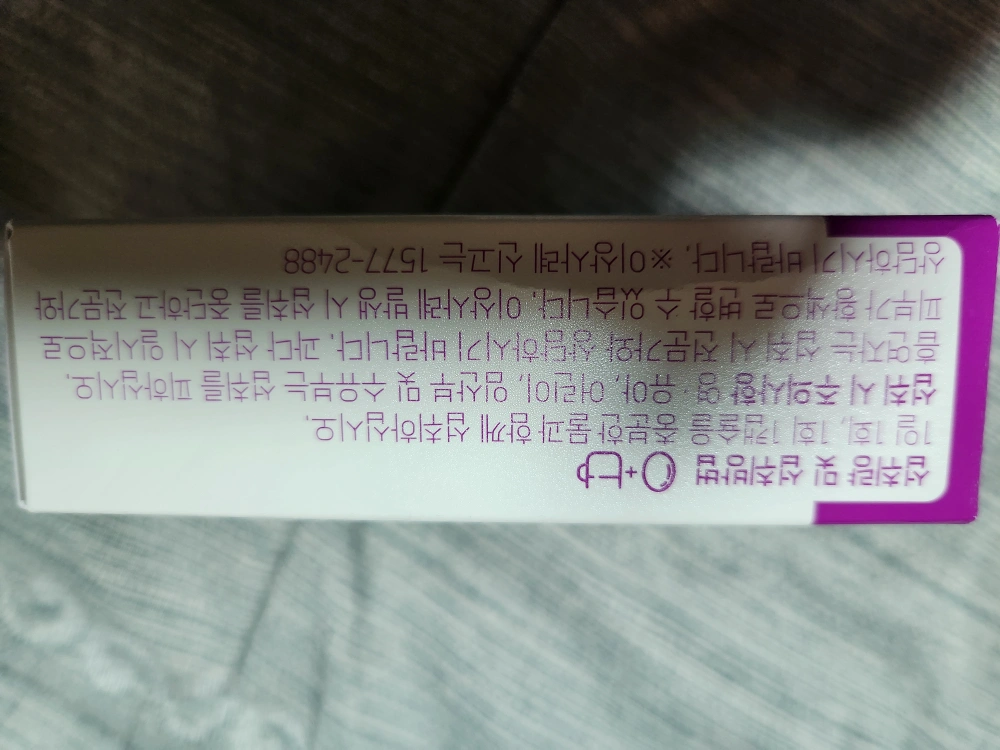 섭취량 및 섭취방법
1일 1회, 1회 1캡슐을 충분한 물과 함께 섭취하십시오.
섭취 시 주의사항 영·유아, 어린이, 임산부 및 수유부는 섭취를 피하십시오.
흡연자는 섭취 시 전문가와 상담하시기 바랍니다. 과다 섭취 시 일시적으로
피부가 황색으로 변할 수 있습니다. 이상사례 발생 시 섭취를 중단하고 전문가와
상담하시기 바랍니다. ※이상사례 신고는 1577-2488